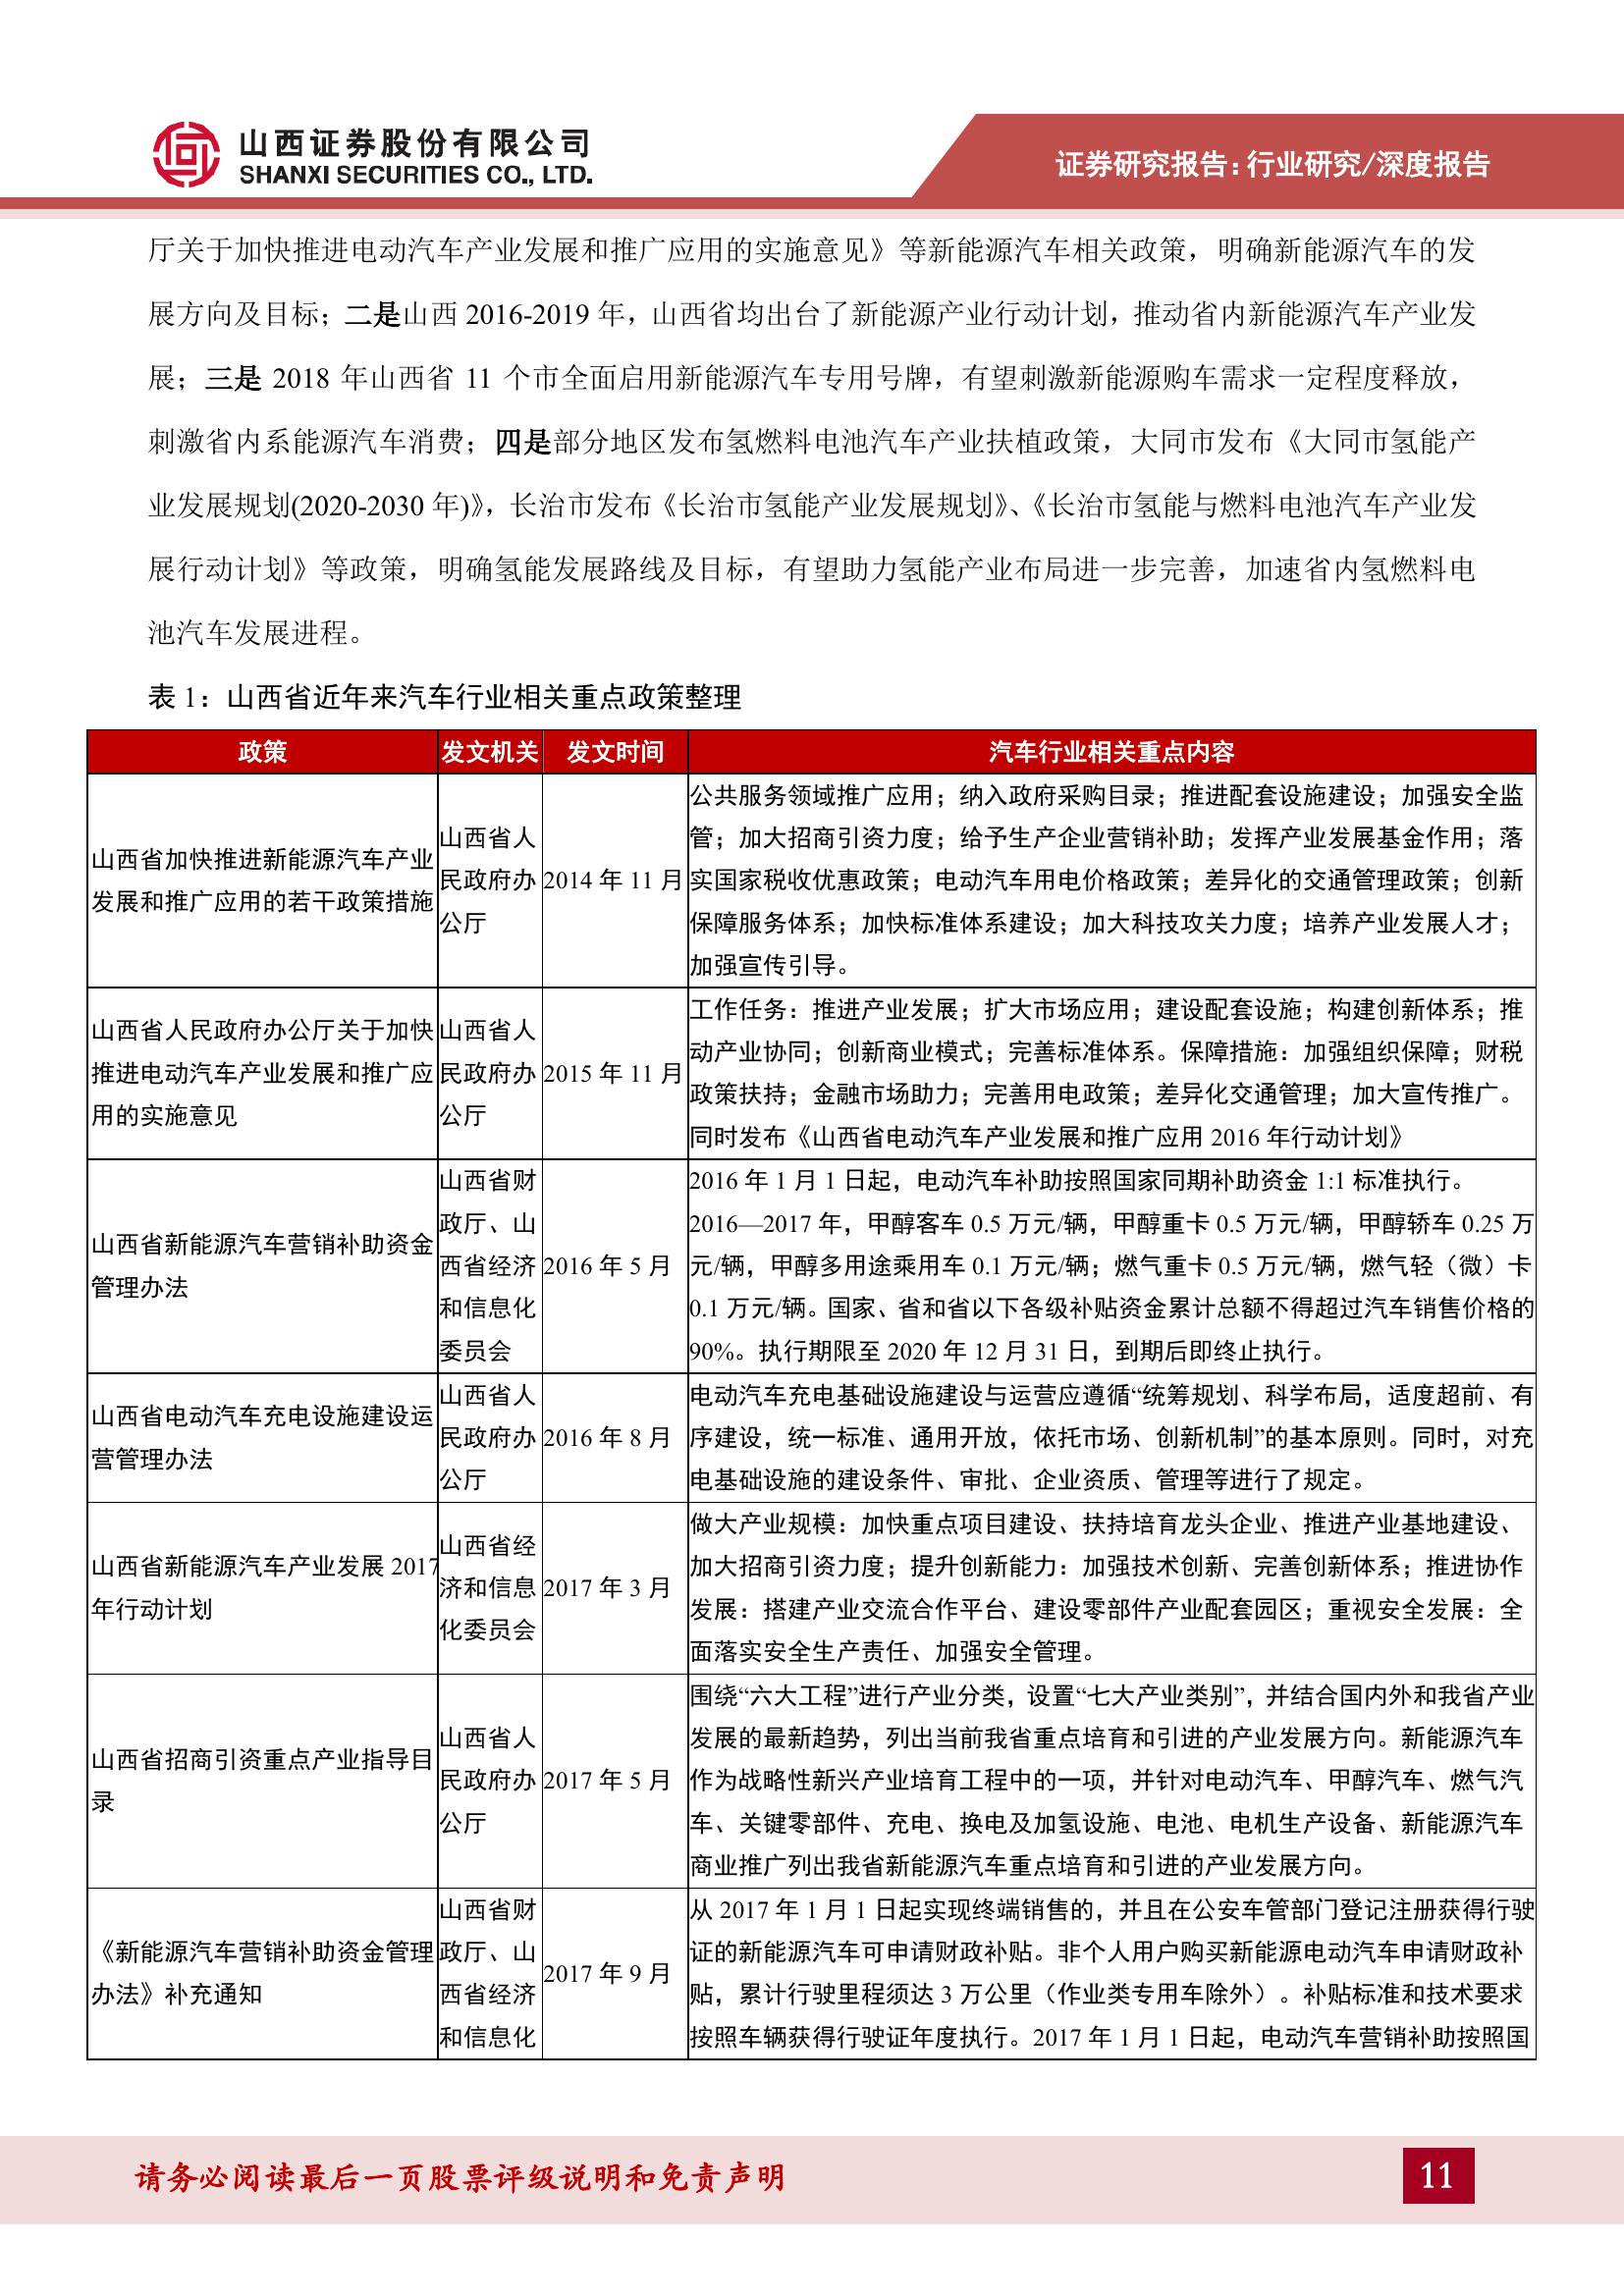 山西证券股份有限公司
SHANXI SECURITIES CO., LTD.
证券研究报告：行业研究/深度报告
厅关于加快推进电动汽车产业发展和推广应用的实施意见》等新能源汽车相关政策，明确新能源汽车的发
展方向及目标；二是山西 2016-2019 年，山西省均出台了新能源产业行动计划，推动省内新能源汽车产业发
展；三是 2018 年山西省 11 个市全面启用新能源汽车专用号牌，有望刺激新能源购车需求一定程度释放，
刺激省内系能源汽车消费；四是部分地区发布氢燃料电池汽车产业扶植政策，大同市发布《大同市氢能产
业发展规划(2020-2030 年)》，长治市发布《长治市氢能产业发展规划》、《长治市氢能与燃料电池汽车产业发
展行动计划》等政策，明确氢能发展路线及目标，有望助力氢能产业布局进一步完善，加速省内氢燃料电
池汽车发展进程。
表 1：山西省近年来汽车行业相关重点政策整理
政策 发文机关 发文时间 汽车行业相关重点内容
山西省加快推进新能源汽车产业
发展和推广应用的若干政策措施
山西省人
民政府办
公厅
2014 年 11 月
公共服务领域推广应用；纳入政府采购目录；推进配套设施建设；加强安全监
管；加大招商引资力度；给予生产企业营销补助；发挥产业发展基金作用；落
实国家税收优惠政策；电动汽车用电价格政策；差异化的交通管理政策；创新
保障服务体系；加快标准体系建设；加大科技攻关力度；培养产业发展人才；
加强宣传引导。
山西省人民政府办公厅关于加快
推进电动汽车产业发展和推广应
用的实施意见
山西省人
民政府办
公厅
2015 年 11 月
工作任务：推进产业发展；扩大市场应用；建设配套设施；构建创新体系；推
动产业协同；创新商业模式；完善标准体系。保障措施：加强组织保障；财税
政策扶持；金融市场助力；完善用电政策；差异化交通管理；加大宣传推广。
同时发布《山西省电动汽车产业发展和推广应用 2016 年行动计划》
山西省新能源汽车营销补助资金
管理办法
山西省财
政厅、山
西省经济
和信息化
委员会
2016 年 5 月
2016 年 1 月 1 日起，电动汽车补助按照国家同期补助资金 1:1 标准执行。
2016—2017 年，甲醇客车 0.5 万元/辆，甲醇重卡 0.5 万元/辆，甲醇轿车 0.25 万
元/辆，甲醇多用途乘用车 0.1 万元/辆；燃气重卡 0.5 万元/辆，燃气轻（微）卡
0.1 万元/辆。国家、省和省以下各级补贴资金累计总额不得超过汽车销售价格的
90%。执行期限至 2020 年 12 月 31 日，到期后即终止执行。
山西省电动汽车充电设施建设运
营管理办法
山西省人
民政府办
公厅
2016 年 8 月
电动汽车充电基础设施建设与运营应遵循“统筹规划、科学布局，适度超前、有
序建设，统一标准、通用开放，依托市场、创新机制”的基本原则。同时，对充
电基础设施的建设条件、审批、企业资质、管理等进行了规定。
山西省新能源汽车产业发展 2017
年行动计划
山西省经
济和信息
化委员会
2017 年 3 月
做大产业规模：加快重点项目建设、扶持培育龙头企业、推进产业基地建设、
加大招商引资力度；提升创新能力：加强技术创新、完善创新体系；推进协作
发展：搭建产业交流合作平台、建设零部件产业配套园区；重视安全发展：全
面落实安全生产责任、加强安全管理。
山西省招商引资重点产业指导目
录
山西省人
民政府办
公厅
2017 年 5 月
围绕“六大工程”进行产业分类，设置“七大产业类别”，并结合国内外和我省产业
发展的最新趋势，列出当前我省重点培育和引进的产业发展方向。新能源汽车
作为战略性新兴产业培育工程中的一项，并针对电动汽车、甲醇汽车、燃气汽
车、关键零部件、充电、换电及加氢设施、电池、电机生产设备、新能源汽车
商业推广列出我省新能源汽车重点培育和引进的产业发展方向。
《新能源汽车营销补助资金管理
办法》补充通知
山西省财
政厅、山
西省经济
和信息化
2017 年 9 月
从 2017 年 1 月 1 日起实现终端销售的，并且在公安车管部门登记注册获得行驶
证的新能源汽车可申请财政补贴。非个人用户购买新能源电动汽车申请财政补
贴，累计行驶里程须达 3 万公里（作业类专用车除外）。补贴标准和技术要求
按照车辆获得行驶证年度执行。2017 年 1 月 1 日起，电动汽车营销补助按照国
请务必阅读最后一页股票评级说明和免责声明
11